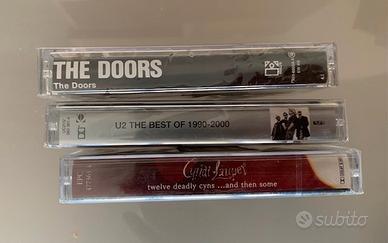 THE DOORS
The Doors
U2 THE BEST OF 1990-2000
Cyndi Lauper
EPC
twelve deadly cyns ...and then some
subito